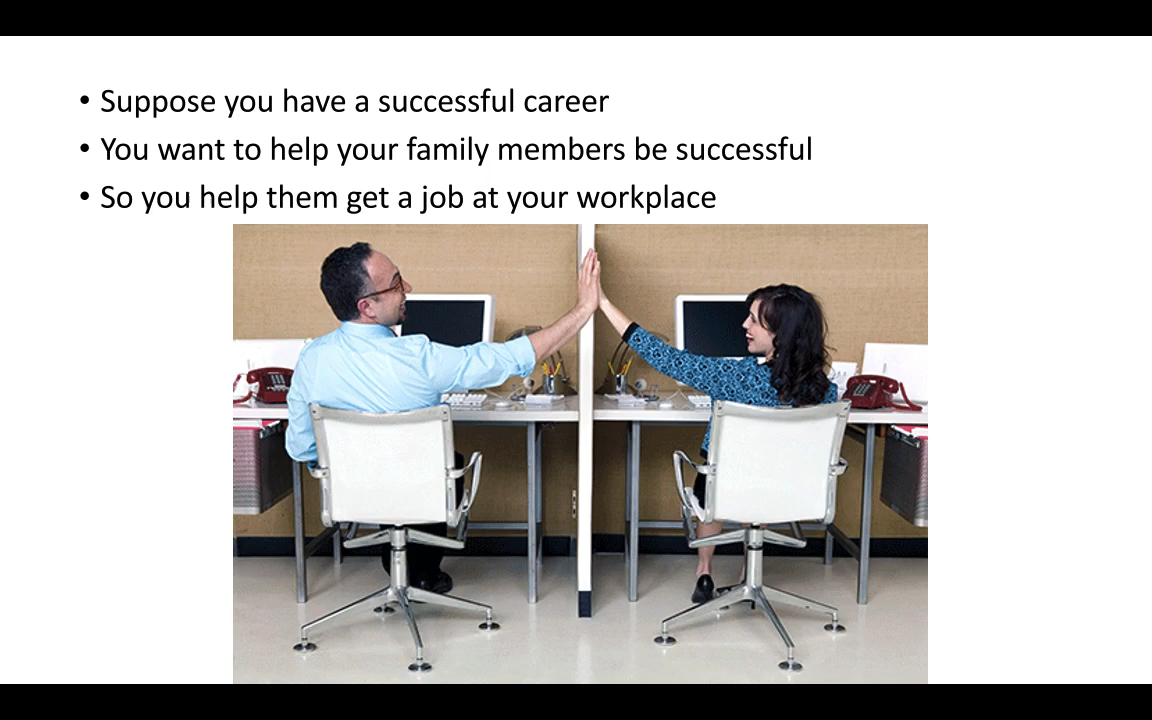 • Suppose you have a successful career
• You want to help your family members be successful
• So you help them get a job at your workplace